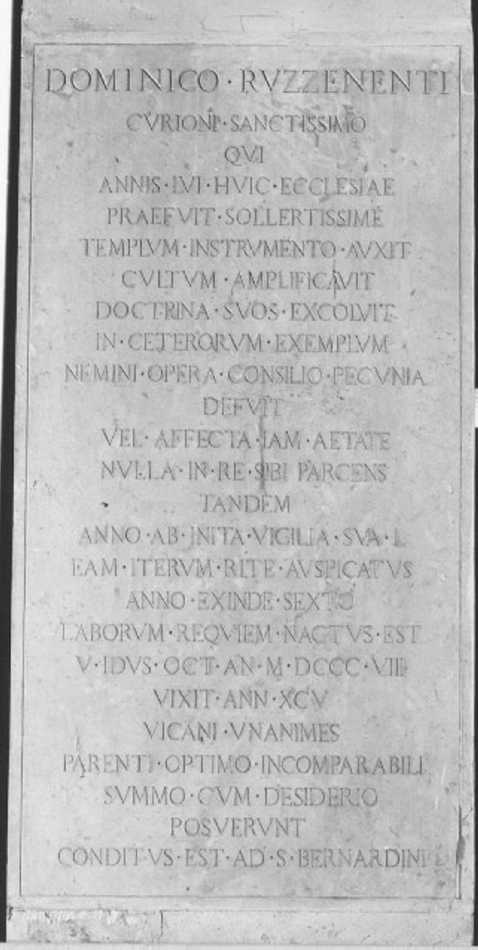 DOMINICO · RVZZENENTI
CVRIONI · SANCTISSIMO
QVI
ANNIS · LVI · HVIC · ECCLESIAE
PRAEFVIT · SOLLERTISSIME
TEMPLVM · INSTRVMENTO · AVXIT
CVLTVM · AMPLIFICAVIT
DOCTRINA · SVOS · EXCOLVIT
IN · CETERORVM · EXEMPLVM
NEMINI · OPERA · CONSILIO · PECVNIA
DEFVIT
VEL · AFFECTA · IAM · AETATE
NVLLA · IN · RE · SIBI PARCENS
TANDEM
ANNO · AB · INITA · VIGILIA · SVA · L
EAM · ITERVM · RITE · AVSPICATVS
ANNO · EXINDE · SEXTO
LABORVM · REQVIEM · NACTVS · EST
V · IDVS · OCT · AN · M · DCCC ·
VIXIT · ANN · XCV
VICANI · VNANIMES
PARENTI · OPTIMO · INCOMPARABILI
SVMMO · CVM · DESIDERIO
POSVERVNT
CONDITVS · EST · AD · S · BERNARDINI